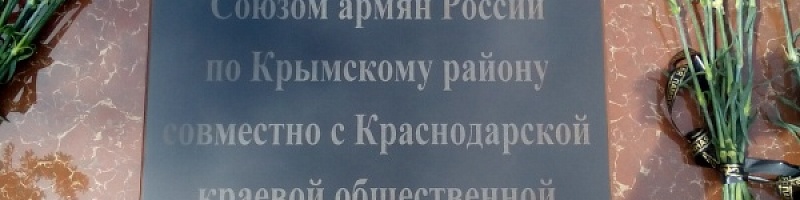 Союзом армян России
по Крымскому району
совместно с Краснодарской
краевой общественной